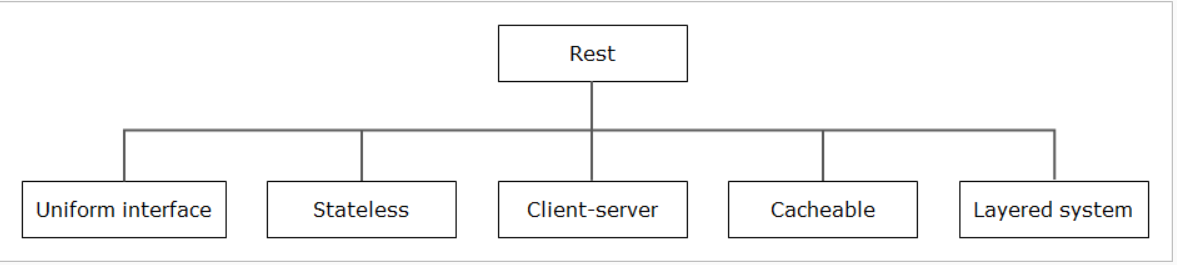 Rest
Uniform interface
Stateless
Client-server
Cacheable
Layered system